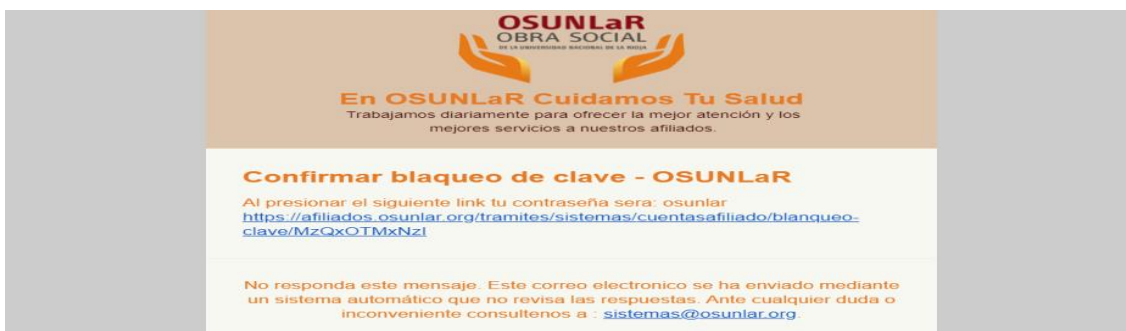 OSUNLaR
OBRA SOCIAL
DE LA UNIVERSIDAD NACIONAL DE LA RIOJA
En OSUNLaR Cuidamos Tu Salud
Trabajamos diariamente para ofrecer la mejor atención y los
mejores servicios a nuestros afiliados.
Confirmar blaqueo de clave - OSUNLaR
Al presionar el siguiente link tu contraseña sera: osunlar
https://afiliados.osunlar.org/tramites/sistemas/cuentasafiliado/blanqueo-
clave/MzQxOTMxNzI
No responda este mensaje. Este correo electronico se ha enviado mediante
un sistema automático que no revisa las respuestas. Ante cualquier duda o
inconveniente consultenos a : sistemas@osunlar.org.